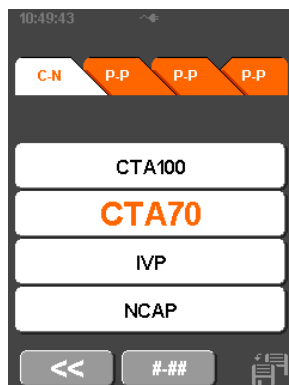 10:49:43
C-N P-P P-P P-P
CTA100
CTA70
IVP
NCAP
<< #-##